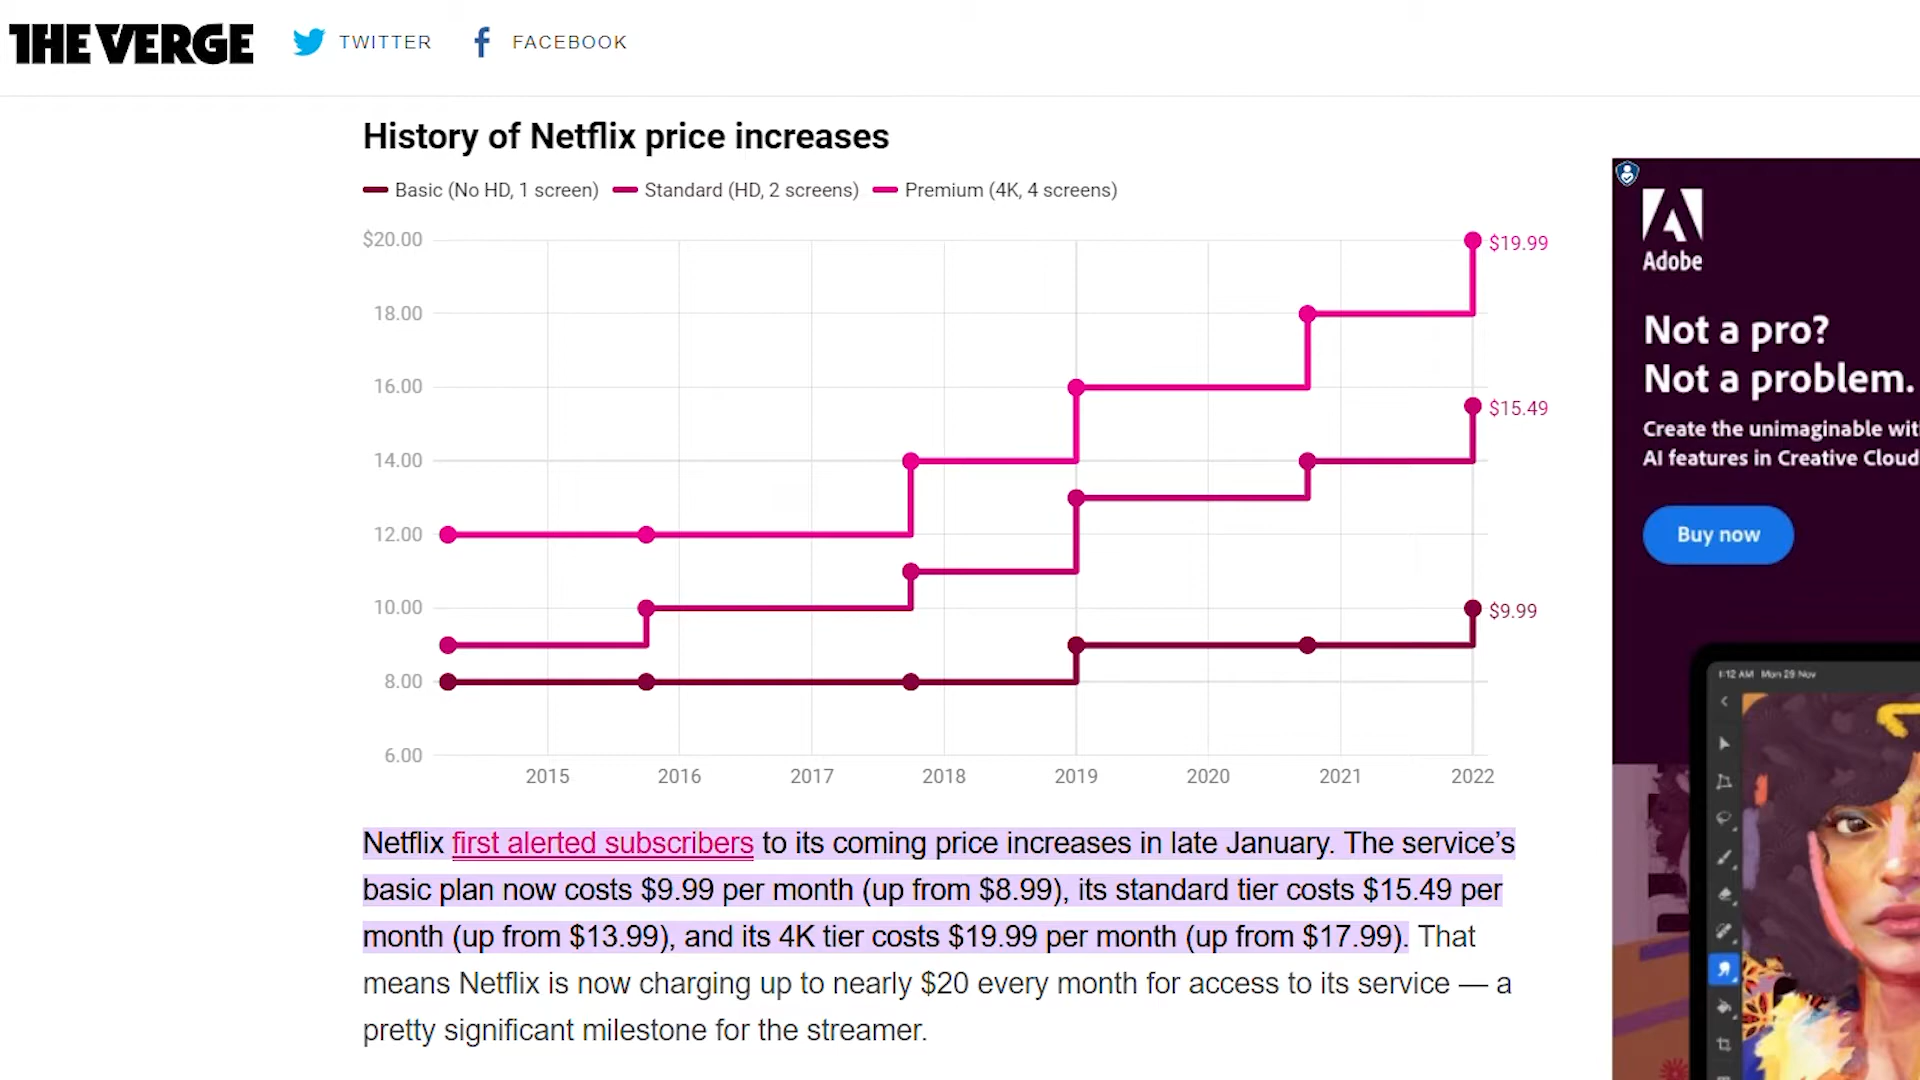 THE VERGE
TWITTER
FACEBOOK
History of Netflix price increases
Basic (No HD, 1 screen) Standard (HD, 2 screens) Premium (4K, 4 screens)
$20.00
18.00
16.00
14.00
12.00
10.00
8.00
6.00
$19.99
$15.49
$9.99
2015 2016 2017 2018 2019 2020 2021 2022
Netflix first alerted subscribers to its coming price increases in late January. The service’s
basic plan now costs $9.99 per month (up from $8.99), its standard tier costs $15.49 per
month (up from $13.99), and its 4K tier costs $19.99 per month (up from $17.99). That
means Netflix is now charging up to nearly $20 every month for access to its service — a
pretty significant milestone for the streamer.
Adobe
Not a pro?
Not a problem.
Create the unimaginable wit
AI features in Creative Cloud
Buy now
1:12 AM Mon 29 Nov